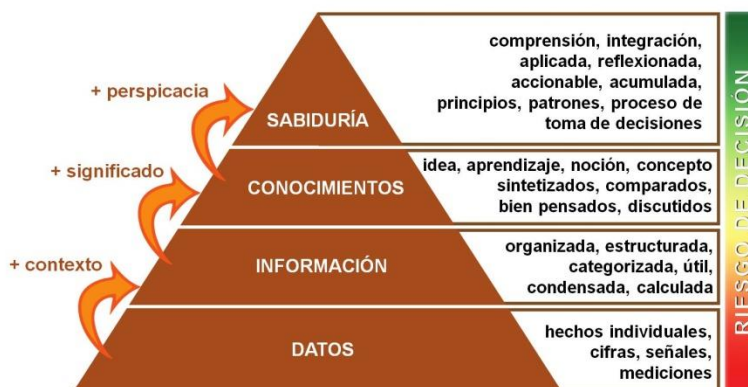 + perspicacia
SABIDURÍA
comprensión, integración,
aplicada, reflexionada,
accionable, acumulada,
principios, patrones, proceso de
toma de decisiones
+ significado
CONOCIMIENTOS
idea, aprendizaje, noción, concepto
sintetizados, comparados,
bien pensados, discutidos
+ contexto
INFORMACIÓN
organizada, estructurada,
categorizada, útil,
condensada, calculada
DATOS
hechos individuales,
cifras, señales,
mediciones
RIESGO DE DECISIÓN